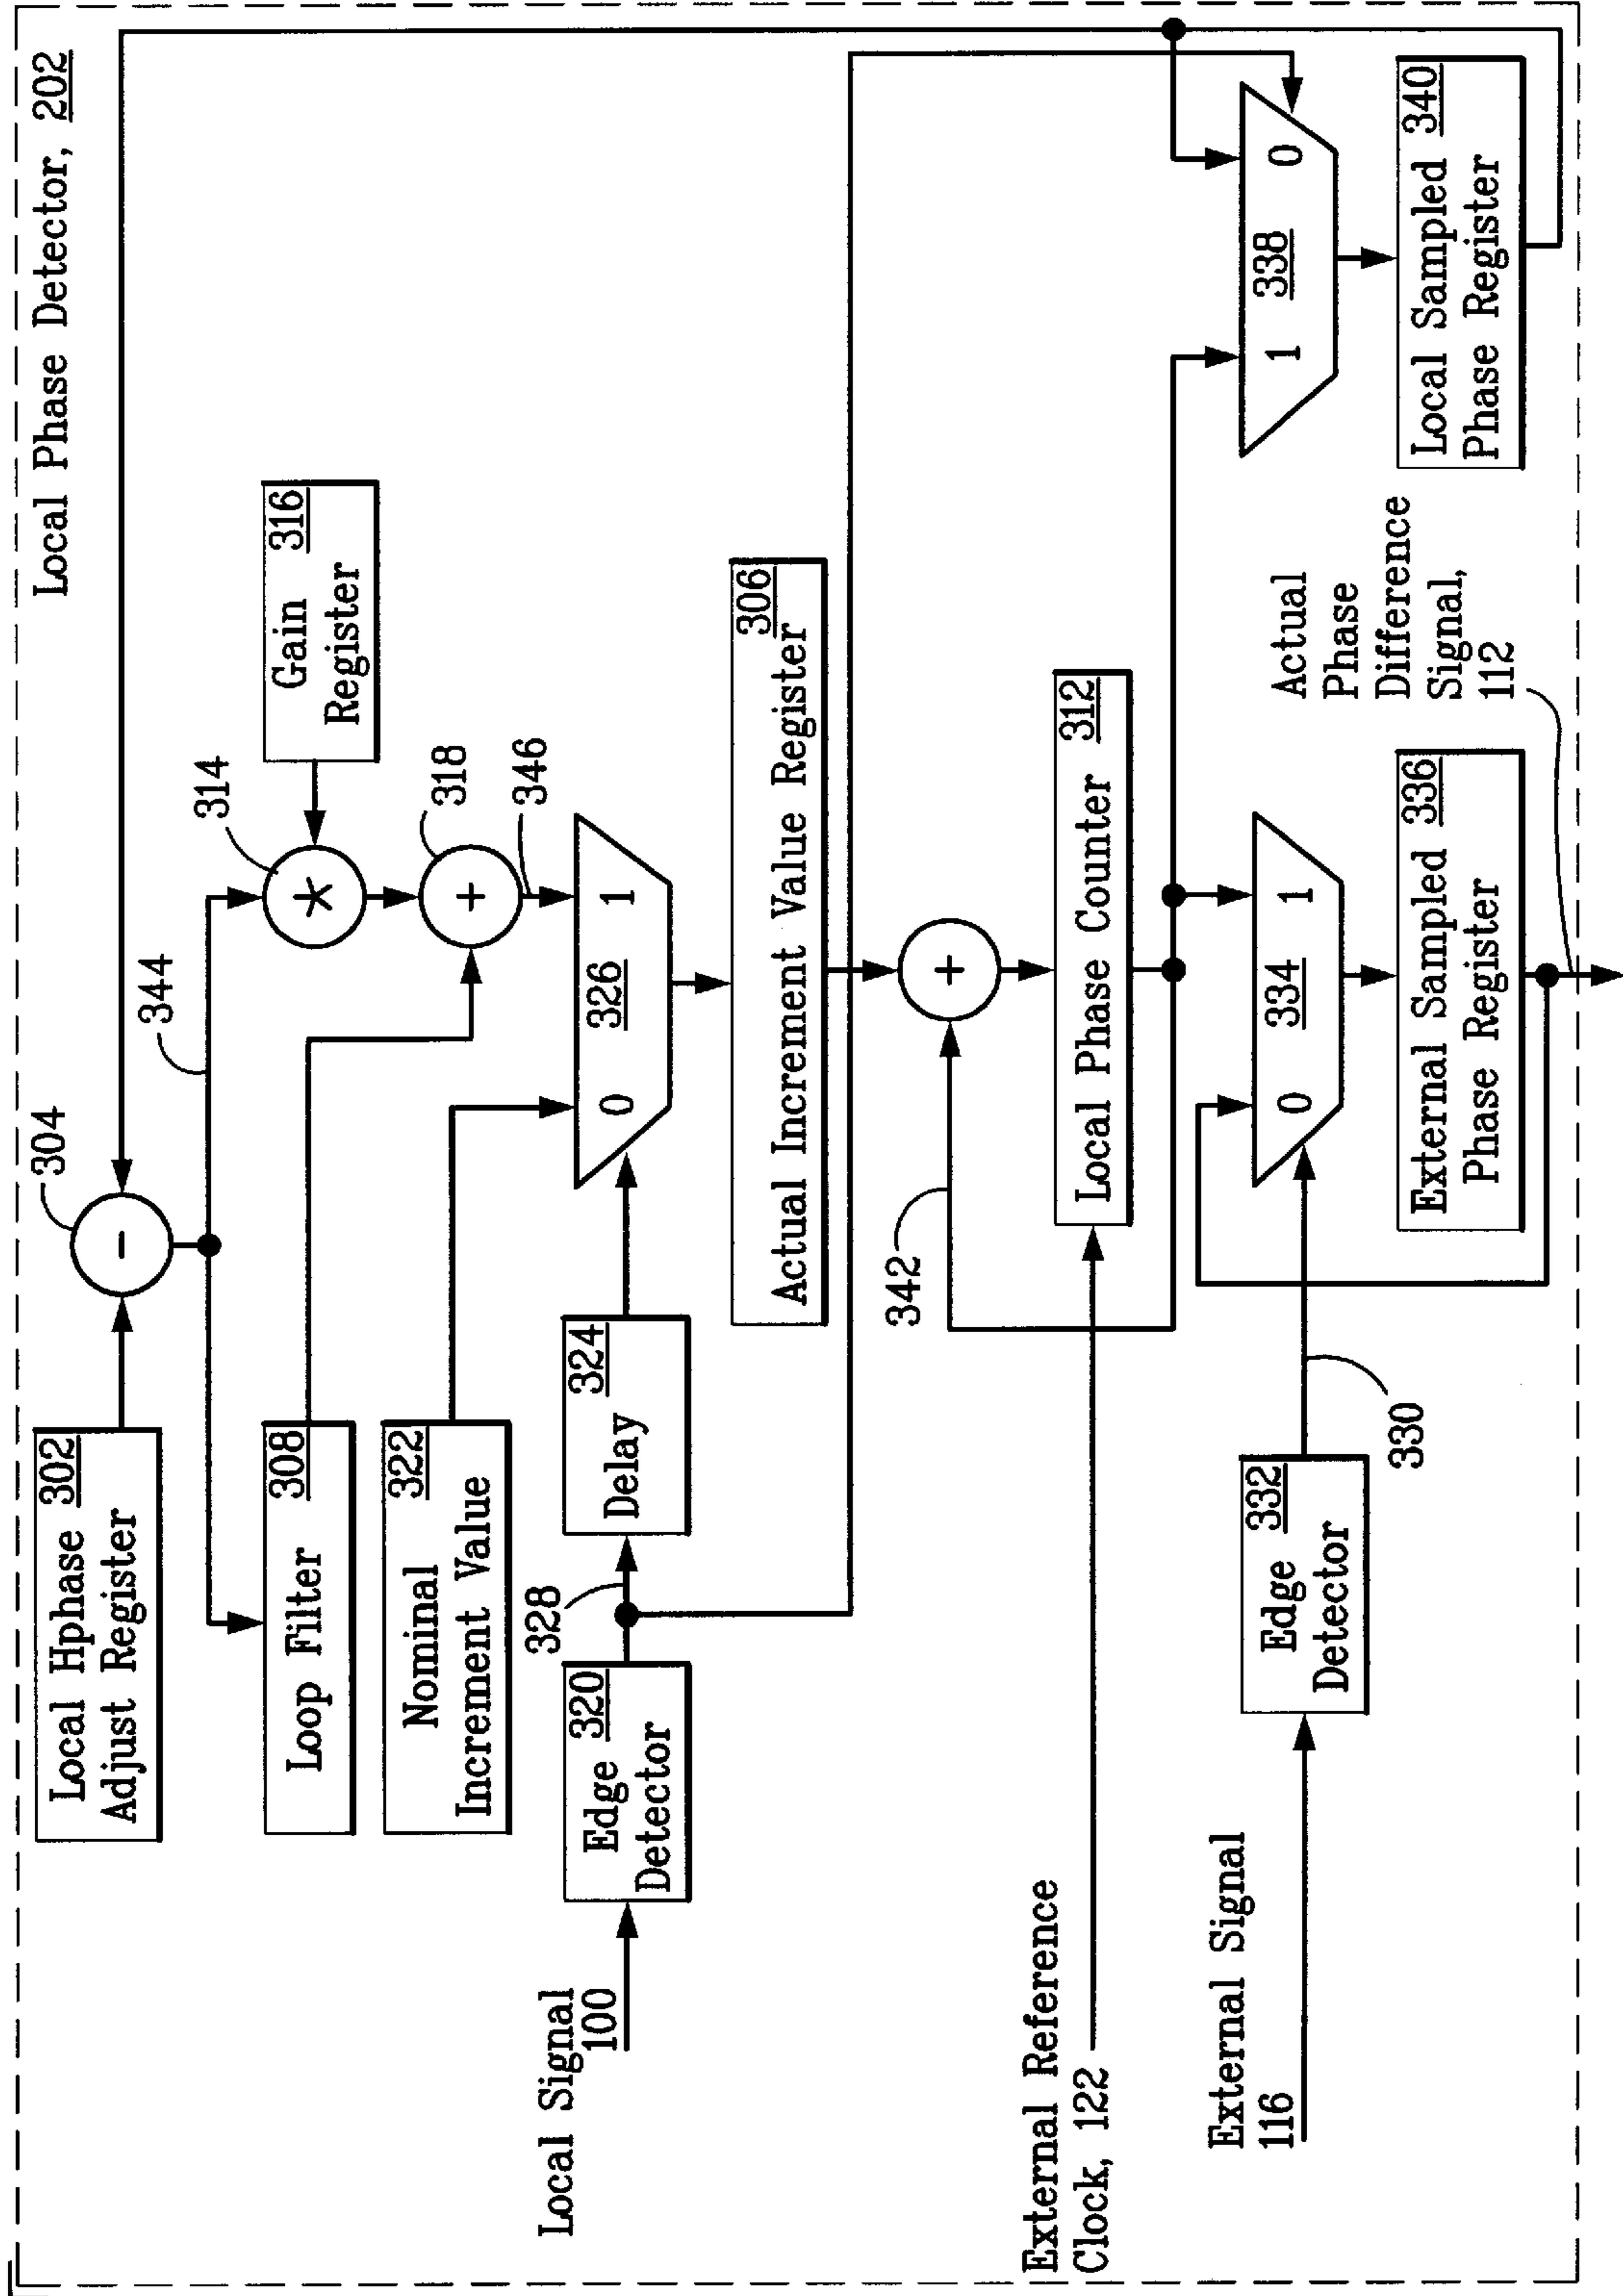 Local Phase Detector, 202
304
344
314
Local Hphase 302
Adjust Register
Loop Filter 308
Gain 316
Register
*
-
318
+
346
Nominal 322
Increment Value
Local Signal
100
Edge 320
Detector
328
324
Delay
0 326 1
306
Actual Increment Value Register
342
+
External Reference
Clock, 122
Local Phase Counter 312
External Signal
116
Edge 332
Detector
330
0 334 1
1 338 0
External Sampled 336
Phase Register
Actual
Phase
Difference
Signal,
112
Local Sampled 340
Phase Register